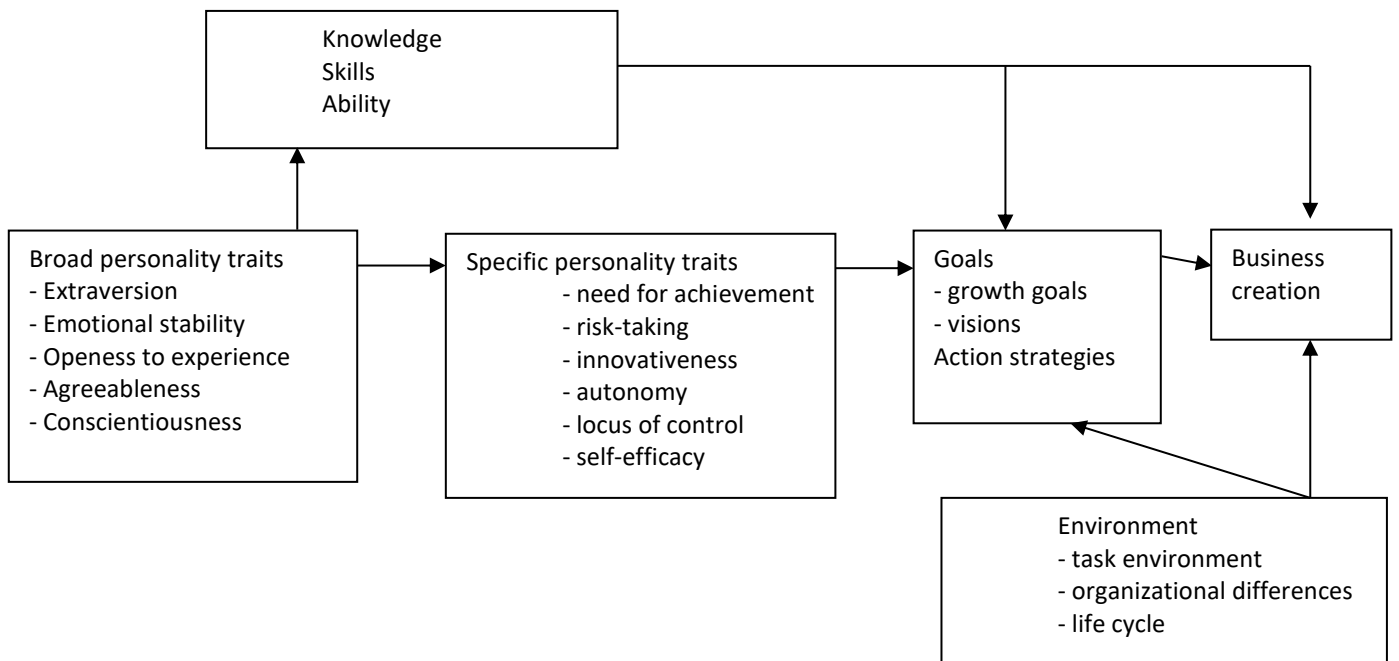 Knowledge
Skills
Ability
Broad personality traits
- Extraversion
- Emotional stability
- Openess to experience
- Agreeableness
- Conscientiousness
Specific personality traits
- need for achievement
- risk-taking
- innovativeness
- autonomy
- locus of control
- self-efficacy
Goals
- growth goals
- visions
Action strategies
Business
creation
Environment
- task environment
- organizational differences
- life cycle